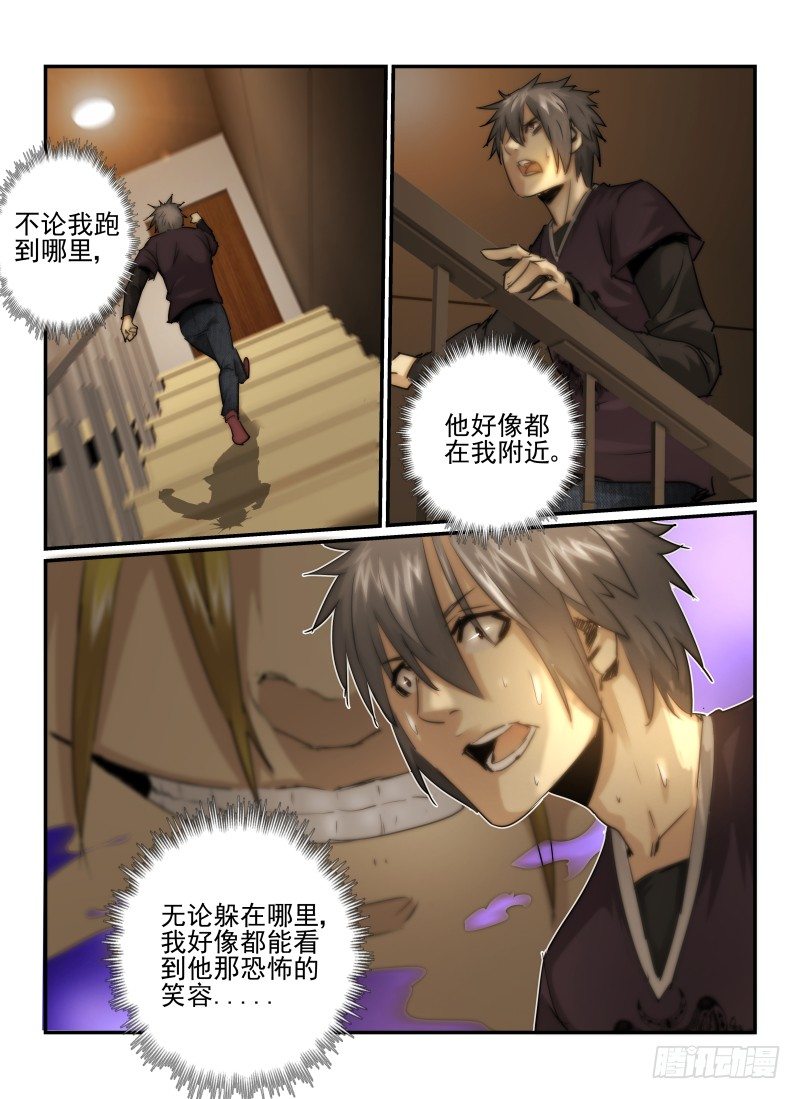 不论我跑
到哪里，
他好像都
在我附近。
无论躲在哪里，
我好像都能看
到他那恐怖的
笑容.....
腾讯动漫